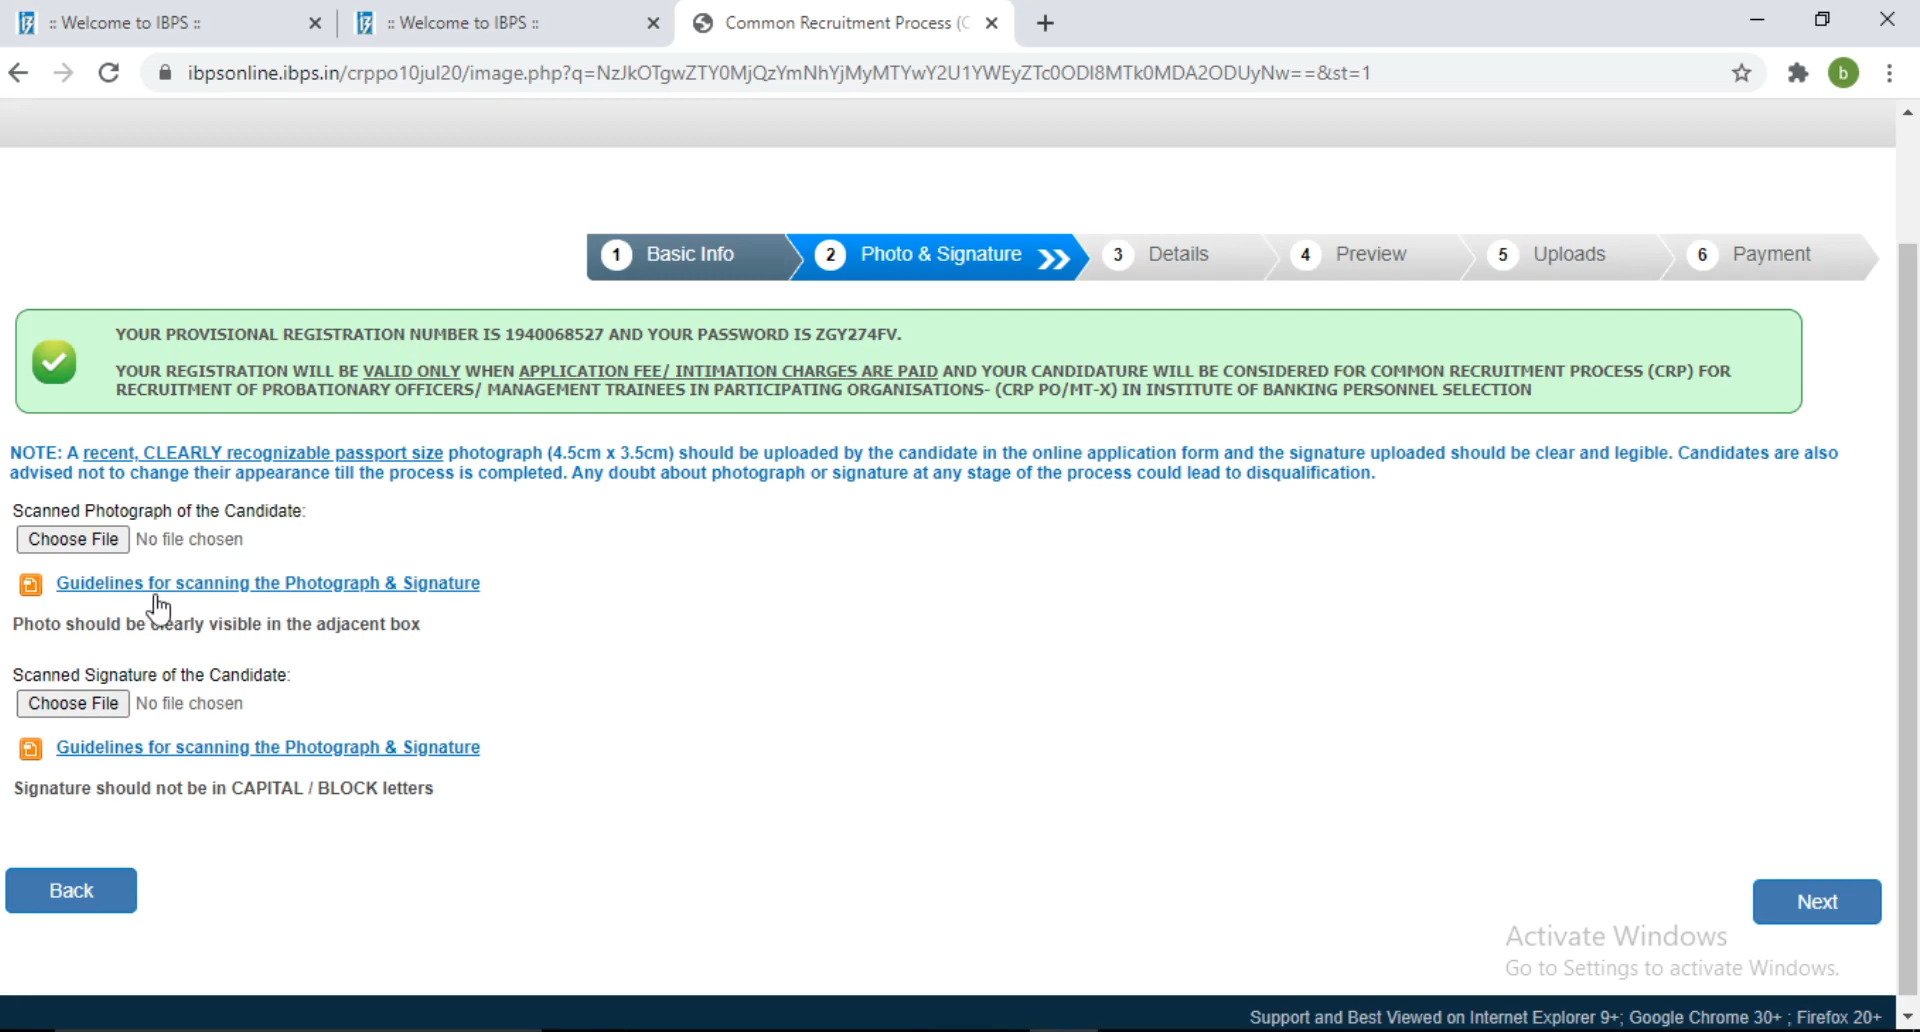 :: Welcome to IBPS ::
:: Welcome to IBPS ::
Common Recruitment Process (C
ibpsonline.ibps.in/crppo10jul20/image.php?q=NzJkOTgwZTY0MjQzYmNhYjMyMTYwY2U1YWEyZTc0ODI8MTk0MDA2ODUyNw==&st=1
b
1 Basic Info
2 Photo & Signature
3 Details
4 Preview
5 Uploads
6 Payment
YOUR PROVISIONAL REGISTRATION NUMBER IS 1940068527 AND YOUR PASSWORD IS ZGY274FV.
YOUR REGISTRATION WILL BE VALID ONLY WHEN APPLICATION FEE/ INTIMATION CHARGES ARE PAID AND YOUR CANDIDATURE WILL BE CONSIDERED FOR COMMON RECRUITMENT PROCESS (CRP) FOR
RECRUITMENT OF PROBATIONARY OFFICERS/ MANAGEMENT TRAINEES IN PARTICIPATING ORGANISATIONS- (CRP PO/MT-X) IN INSTITUTE OF BANKING PERSONNEL SELECTION
NOTE: A recent, CLEARLY recognizable passport size photograph (4.5cm x 3.5cm) should be uploaded by the candidate in the online application form and the signature uploaded should be clear and legible. Candidates are also
advised not to change their appearance till the process is completed. Any doubt about photograph or signature at any stage of the process could lead to disqualification.
Scanned Photograph of the Candidate:
Choose File No file chosen
Guidelines for scanning the Photograph & Signature
Photo should be clearly visible in the adjacent box
Scanned Signature of the Candidate:
Choose File No file chosen
Guidelines for scanning the Photograph & Signature
Signature should not be in CAPITAL / BLOCK letters
Back
Next
Activate Windows
Go to Settings to activate Windows.
Support and Best Viewed on Internet Explorer 9+; Google Chrome 30+ ; Firefox 20+